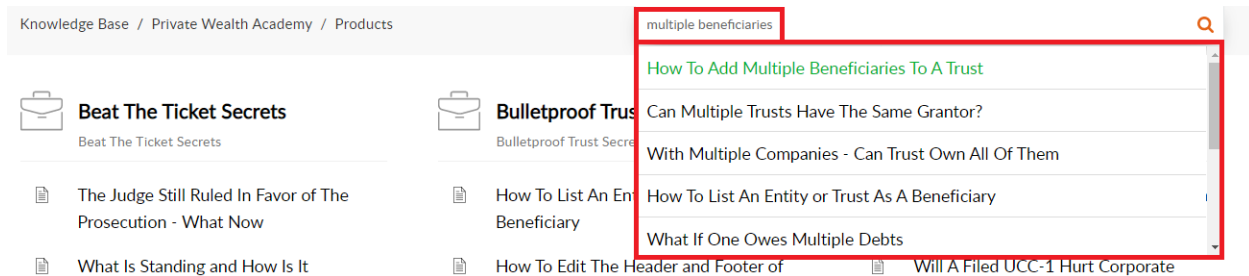 Knowledge Base / Private Wealth Academy / Products
multiple beneficiaries
How To Add Multiple Beneficiaries To A Trust
Can Multiple Trusts Have The Same Grantor?
With Multiple Companies - Can Trust Own All Of Them
How To List An Entity or Trust As A Beneficiary
What If One Owes Multiple Debts
Beat The Ticket Secrets
Beat The Ticket Secrets
The Judge Still Ruled In Favor of The
Prosecution - What Now
What Is Standing and How Is It
Bulletproof Trus
Bulletproof Trust Secre
How To List An En
Beneficiary
How To Edit The Header and Footer of
Will A Filed UCC-1 Hurt Corporate